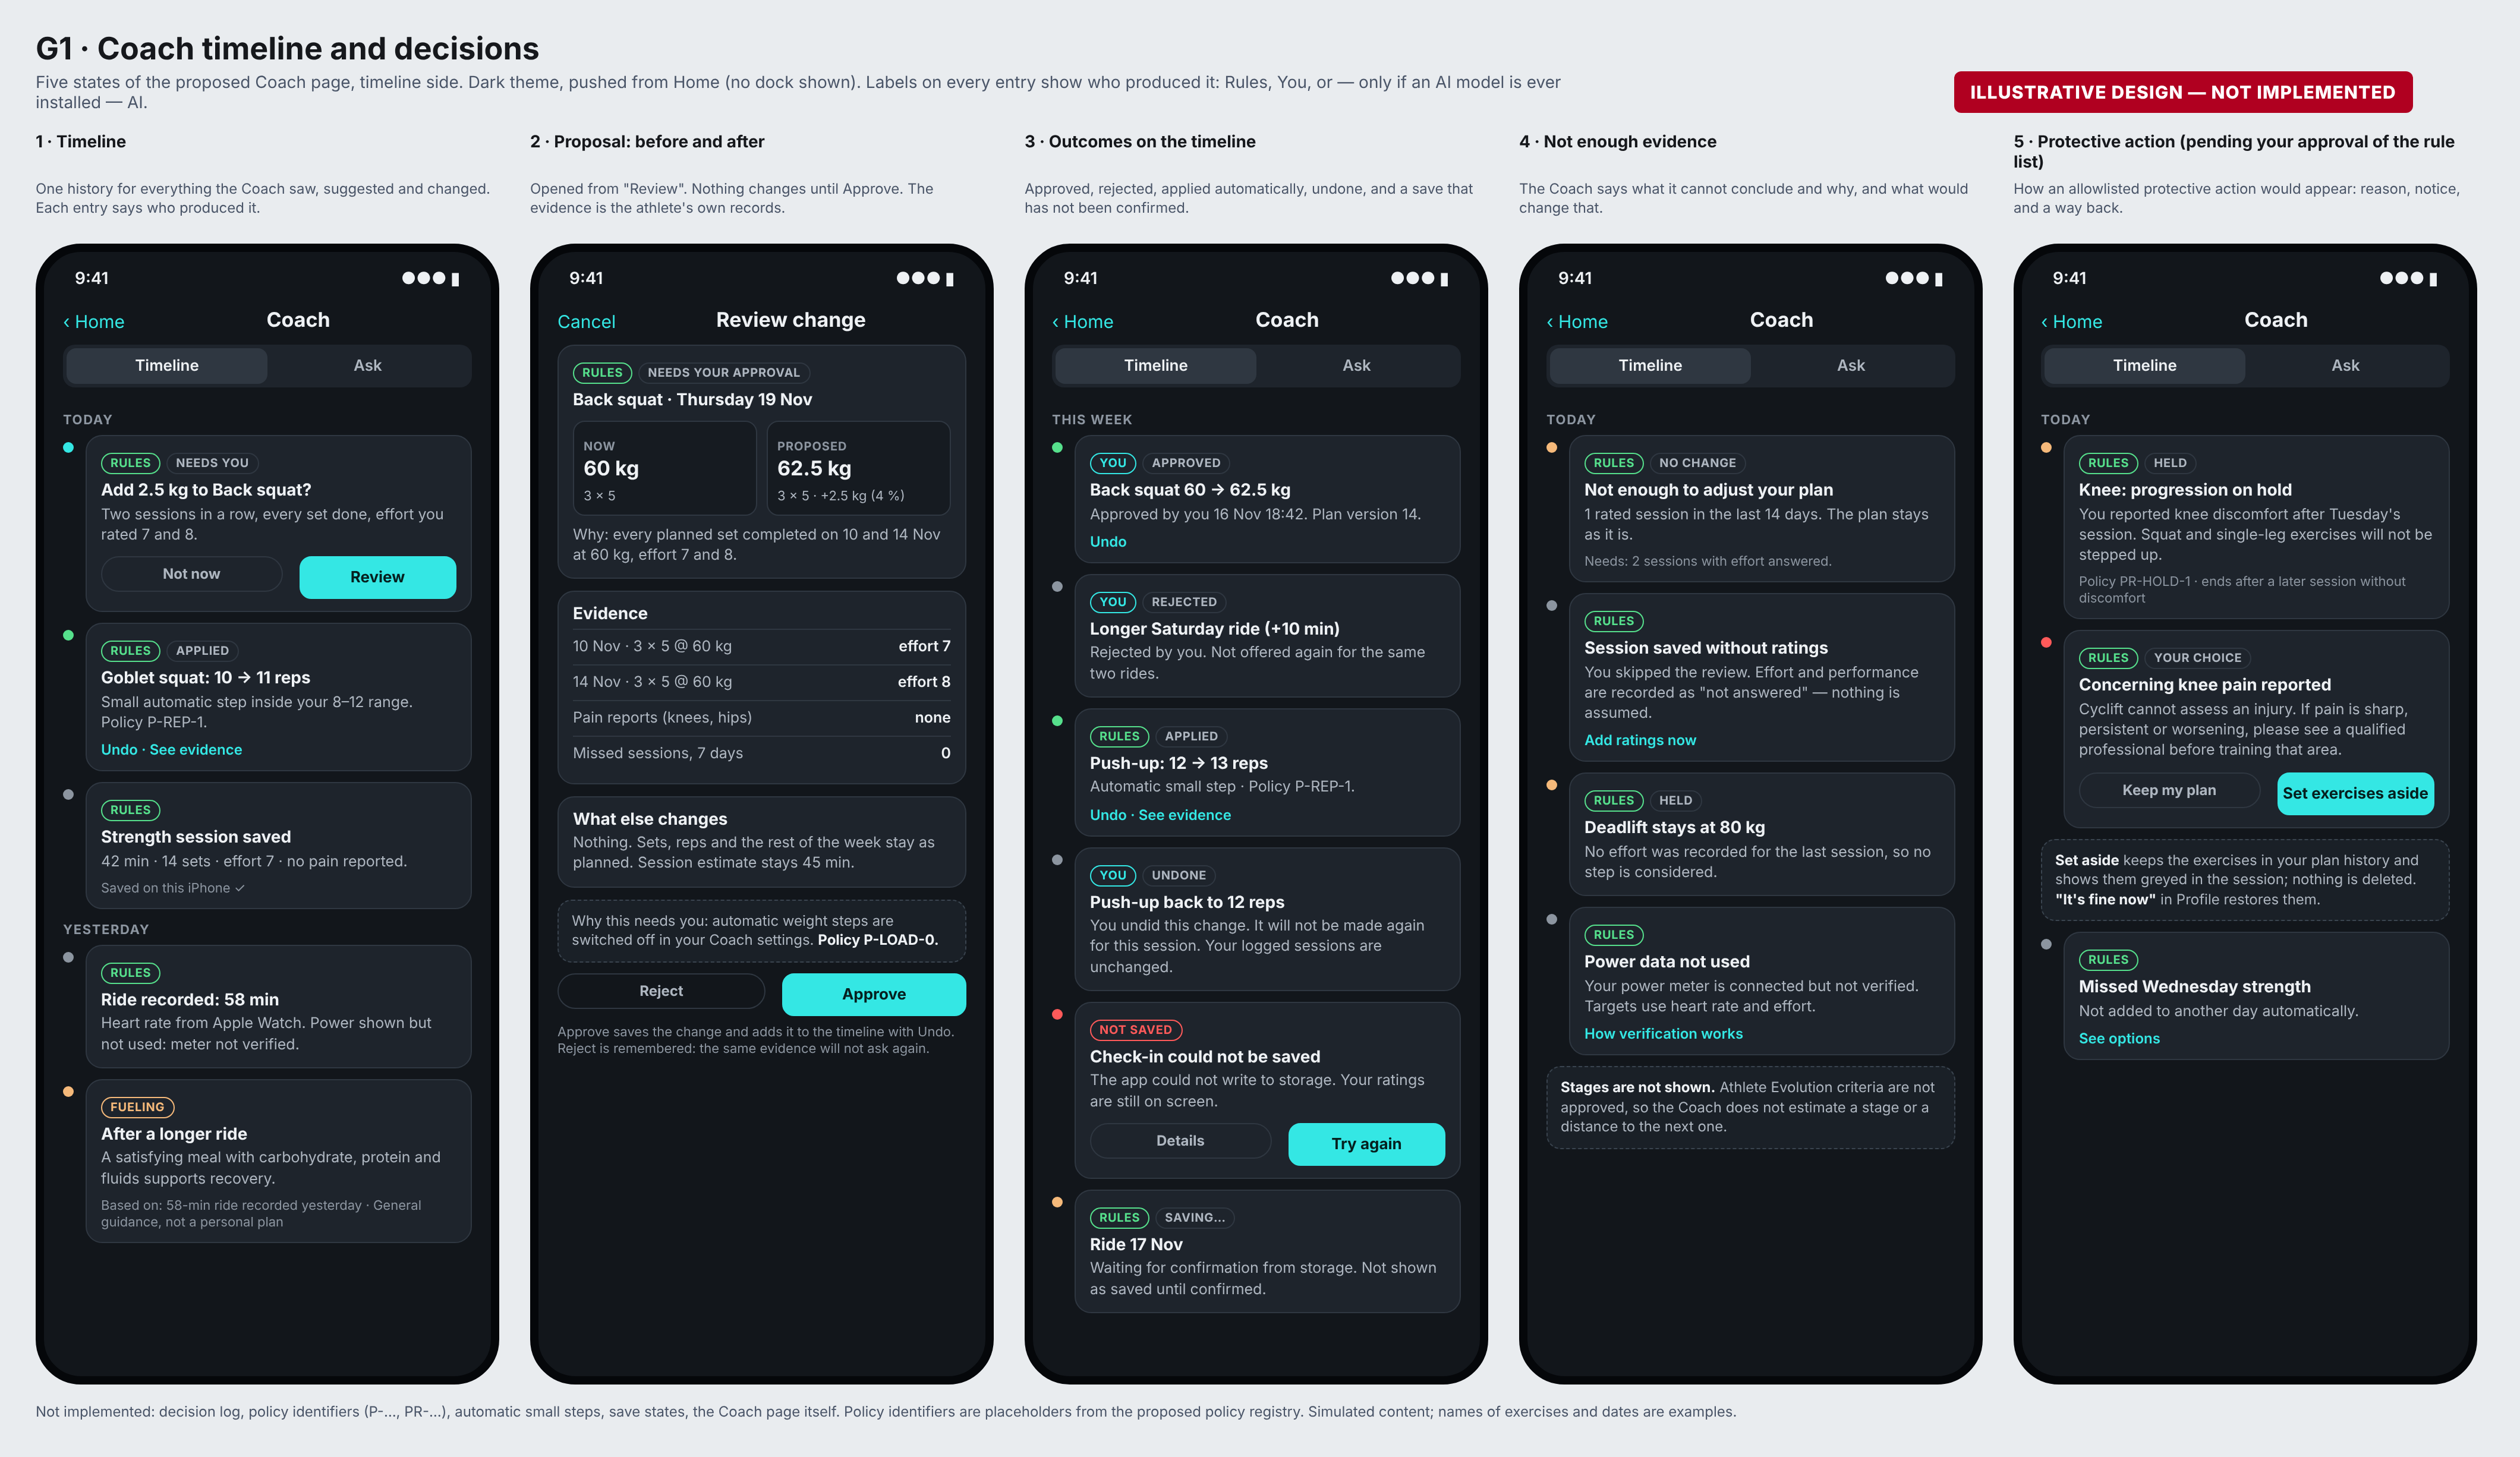 G1 · Coach timeline and decisions
Five states of the proposed Coach page, timeline side. Dark theme, pushed from Home (no dock shown). Labels on every entry show who produced it: Rules, You, or — only if an AI model is ever
installed — AI.
ILLUSTRATIVE DESIGN — NOT IMPLEMENTED
1 · Timeline
One history for everything the Coach saw, suggested and changed.
Each entry says who produced it.
9:41
‹ Home
Coach
Timeline
Ask
TODAY
RULES
NEEDS YOU
Add 2.5 kg to Back squat?
Two sessions in a row, every set done, effort you
rated 7 and 8.
Not now
Review
RULES
APPLIED
Goblet squat: 10 → 11 reps
Small automatic step inside your 8–12 range.
Policy P-REP-1.
Undo · See evidence
RULES
Strength session saved
42 min · 14 sets · effort 7 · no pain reported.
Saved on this iPhone ✓
YESTERDAY
RULES
Ride recorded: 58 min
Heart rate from Apple Watch. Power shown but
not used: meter not verified.
FUELING
After a longer ride
A satisfying meal with carbohydrate, protein and
fluids supports recovery.
Based on: 58-min ride recorded yesterday · General
guidance, not a personal plan
2 · Proposal: before and after
Opened from "Review". Nothing changes until Approve. The
evidence is the athlete's own records.
9:41
Cancel
Review change
RULES
NEEDS YOUR APPROVAL
Back squat · Thursday 19 Nov
NOW
60 kg
3 × 5
PROPOSED
62.5 kg
3 × 5 · +2.5 kg (4 %)
Why: every planned set completed on 10 and 14 Nov
at 60 kg, effort 7 and 8.
Evidence
10 Nov · 3 × 5 @ 60 kg effort 7
14 Nov · 3 × 5 @ 60 kg effort 8
Pain reports (knees, hips) none
Missed sessions, 7 days 0
What else changes
Nothing. Sets, reps and the rest of the week stay as
planned. Session estimate stays 45 min.
Why this needs you: automatic weight steps are
switched off in your Coach settings. Policy P-LOAD-0.
Reject
Approve
Approve saves the change and adds it to the timeline with Undo.
Reject is remembered: the same evidence will not ask again.
3 · Outcomes on the timeline
Approved, rejected, applied automatically, undone, and a save that
has not been confirmed.
9:41
‹ Home
Coach
Timeline
Ask
THIS WEEK
YOU
APPROVED
Back squat 60 → 62.5 kg
Approved by you 16 Nov 18:42. Plan version 14.
Undo
YOU
REJECTED
Longer Saturday ride (+10 min)
Rejected by you. Not offered again for the same
two rides.
RULES
APPLIED
Push-up: 12 → 13 reps
Automatic small step · Policy P-REP-1.
Undo · See evidence
YOU
UNDONE
Push-up back to 12 reps
You undid this change. It will not be made again
for this session. Your logged sessions are
unchanged.
NOT SAVED
Check-in could not be saved
The app could not write to storage. Your ratings
are still on screen.
Details
Try again
RULES
SAVING…
Ride 17 Nov
Waiting for confirmation from storage. Not shown
as saved until confirmed.
4 · Not enough evidence
The Coach says what it cannot conclude and why, and what would
change that.
9:41
‹ Home
Coach
Timeline
Ask
TODAY
RULES
NO CHANGE
Not enough to adjust your plan
1 rated session in the last 14 days. The plan stays
as it is.
Needs: 2 sessions with effort answered.
RULES
Session saved without ratings
You skipped the review. Effort and performance
are recorded as "not answered" — nothing is
assumed.
Add ratings now
RULES
HELD
Deadlift stays at 80 kg
No effort was recorded for the last session, so no
step is considered.
RULES
Power data not used
Your power meter is connected but not verified.
Targets use heart rate and effort.
How verification works
Stages are not shown. Athlete Evolution criteria are not
approved, so the Coach does not estimate a stage or a
distance to the next one.
5 · Protective action (pending your approval of the rule
list)
How an allowlisted protective action would appear: reason, notice,
and a way back.
9:41
‹ Home
Coach
Timeline
Ask
TODAY
RULES
HELD
Knee: progression on hold
You reported knee discomfort after Tuesday's
session. Squat and single-leg exercises will not be
stepped up.
Policy PR-HOLD-1 · ends after a later session without
discomfort
RULES
YOUR CHOICE
Concerning knee pain reported
Cyclift cannot assess an injury. If pain is sharp,
persistent or worsening, please see a qualified
professional before training that area.
Keep my plan
Set exercises aside
Set aside keeps the exercises in your plan history and
shows them greyed in the session; nothing is deleted.
"It's fine now" in Profile restores them.
RULES
Missed Wednesday strength
Not added to another day automatically.
See options
Not implemented: decision log, policy identifiers (P-…, PR-…), automatic small steps, save states, the Coach page itself. Policy identifiers are placeholders from the proposed policy registry. Simulated content; names of exercises and dates are examples.